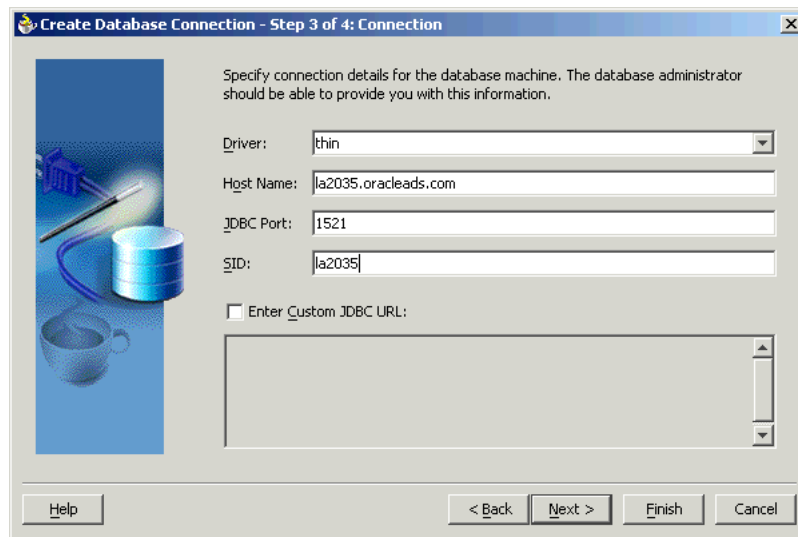 Create Database Connection - Step 3 of 4: Connection
Specify connection details for the database machine. The database administrator
should be able to provide you with this information.
Driver: thin
Host Name: la2035.oracleads.com
JDBC Port: 1521
SID: la2035
Enter Custom JDBC URL:
Help < Back Next > Finish Cancel